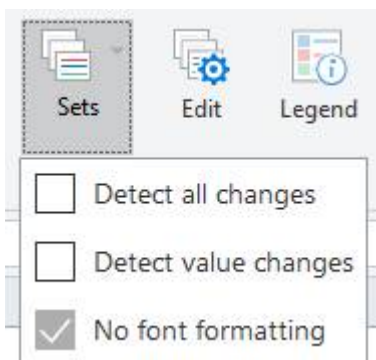 Sets Edit Legend
Detect all changes
Detect value changes
No font formatting